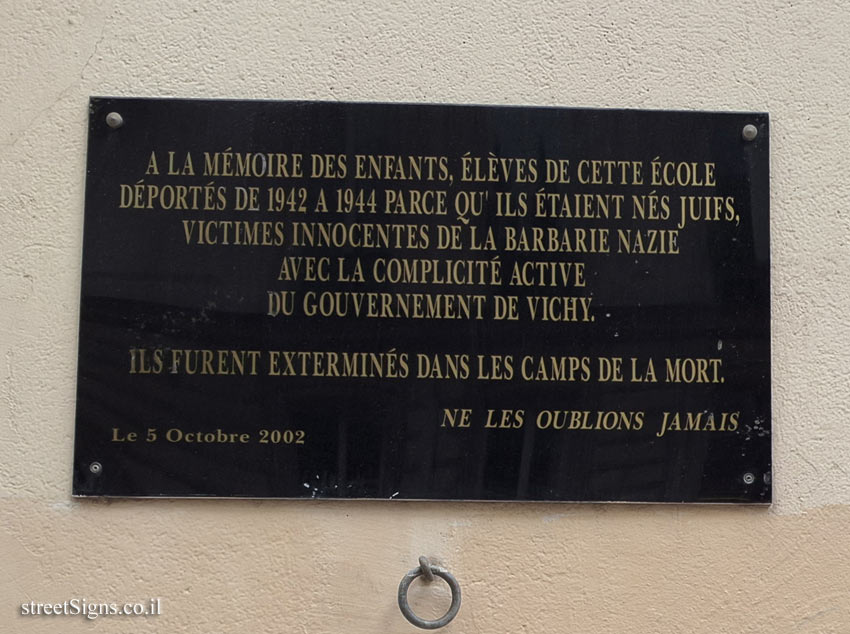 A LA MÉMOIRE DES ENFANTS, ÉLÈVES DE CETTE ÉCOLE
DÉPORTÉS DE 1942 A 1944 PARCE QU' ILS ÉTAIENT NÉS JUIFS,
VICTIMES INNOCENTES DE LA BARBARIE NAZIE
AVEC LA COMPLICITÉ ACTIVE
DU GOUVERNEMENT DE VICHY.
ILS FURENT EXTERMINÉS DANS LES CAMPS DE LA MORT.
NE LES OUBLIONS JAMAIS
Le 5 Octobre 2002
streetSigns.co.il